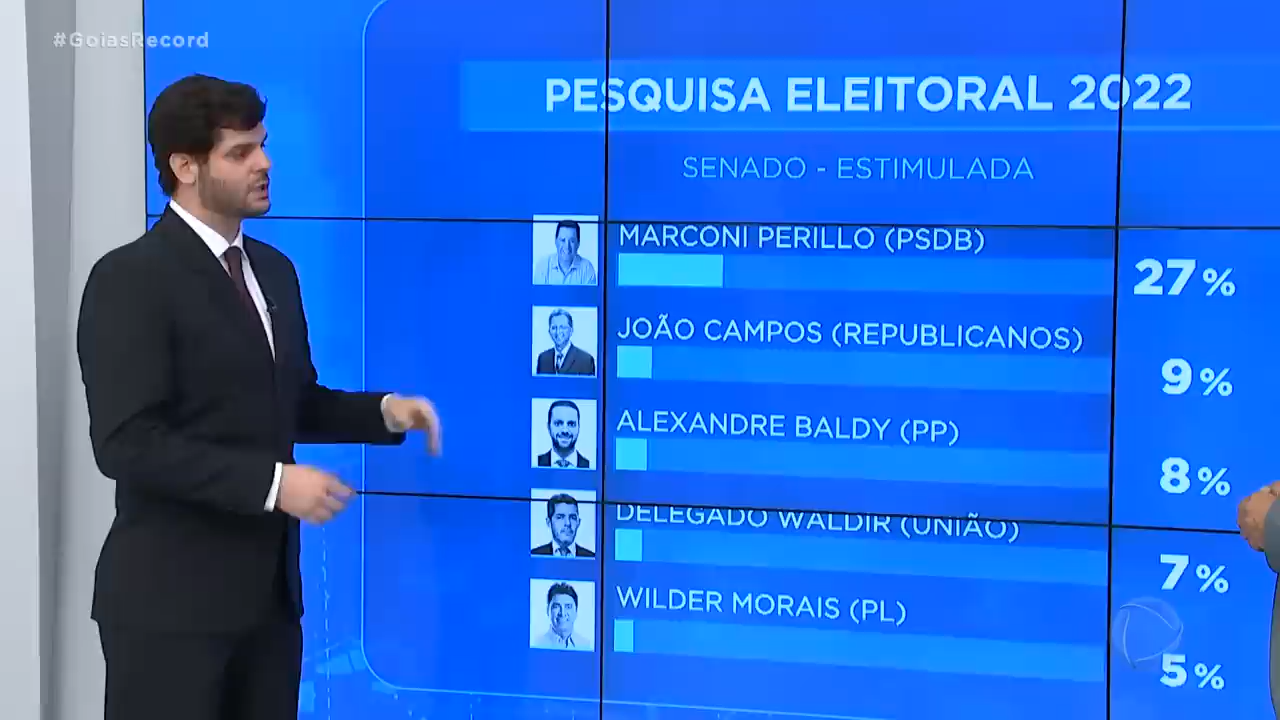 #GoiasRecord
PESQUISA ELEITORAL 2022
SENADO - ESTIMULADA
MARCONI PERILLO (PSDB)
27%
JOÃO CAMPOS (REPUBLICANOS)
9%
ALEXANDRE BALDY (PP)
8%
DELEGADO WALDIR (UNIÃO)
7%
WILDER MORAIS (PL)
5%